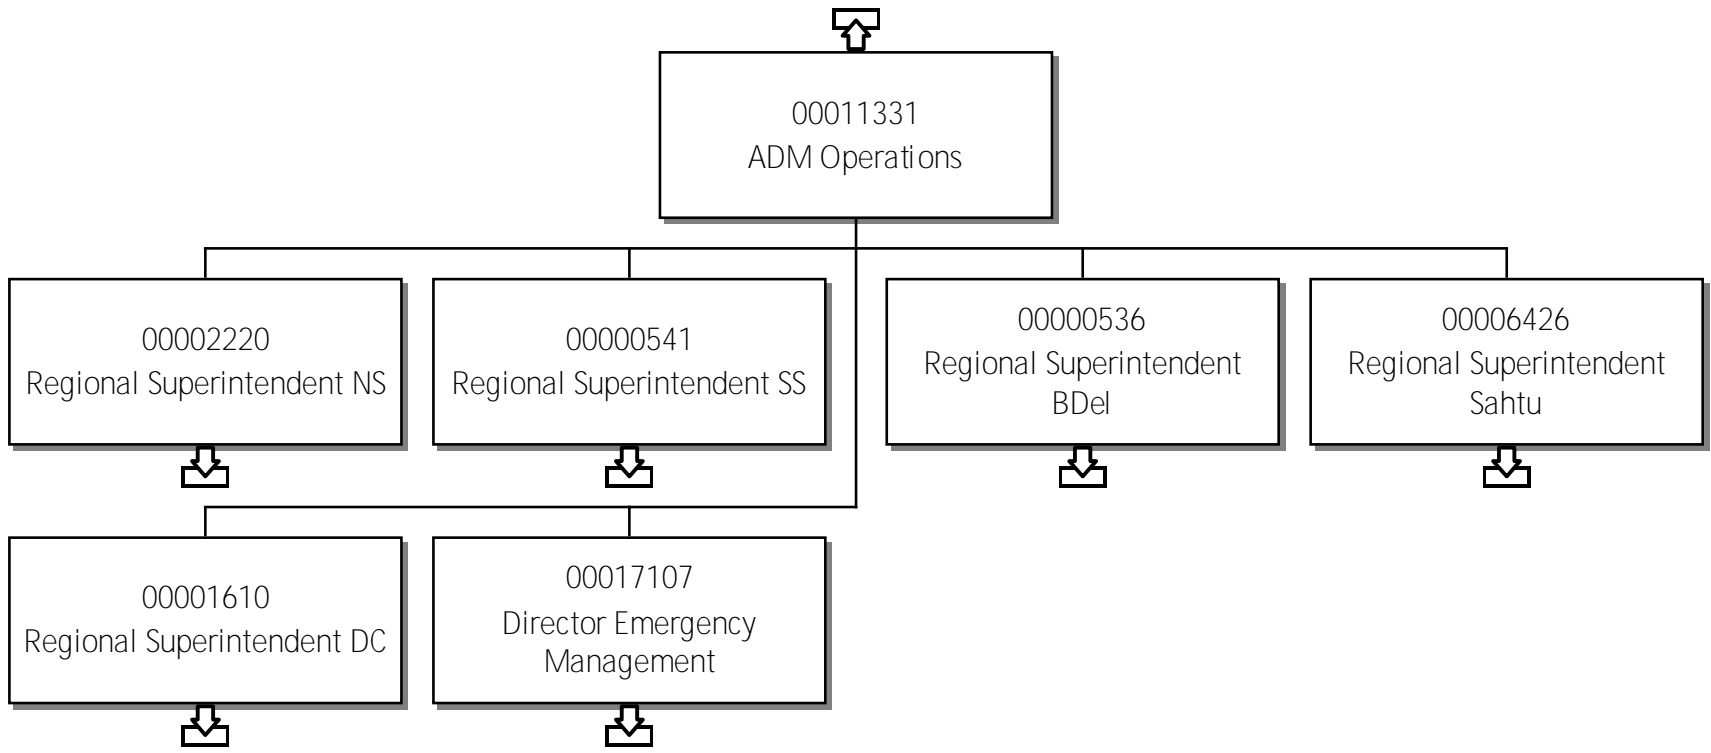 00011331
ADM Operations
00002220
Regional Superintendent NS
00000541
Regional Superintendent SS
00000536
Regional Superintendent
BDel
00006426
Regional Superintendent
Sahtu
00001610
Regional Superintendent DC
00017107
Director Emergency
Management